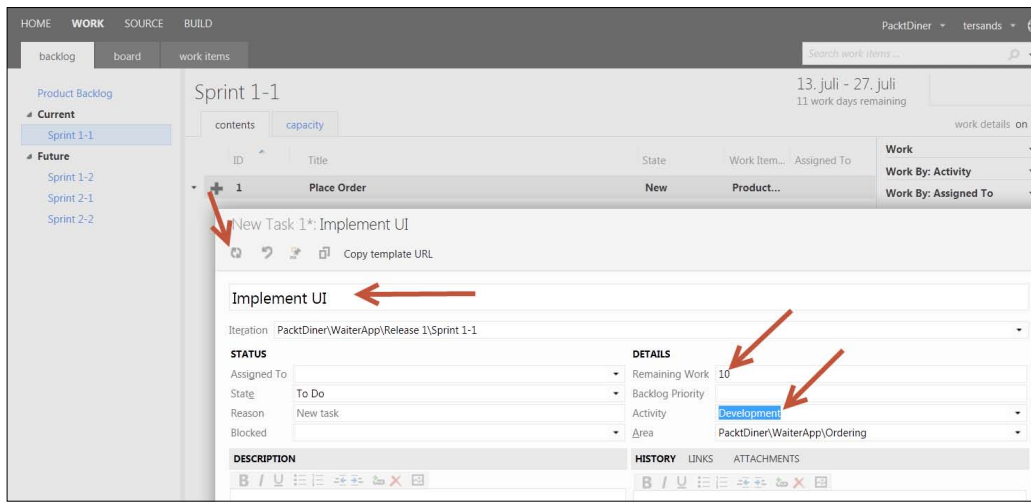 HOME WORK SOURCE BUILD PacktDiner tersands
backlog board work items Search work items ...
Product Backlog
Current
Sprint 1-1
Future
Sprint 1-2
Sprint 2-1
Sprint 2-2
Sprint 1-1
13. juli - 27. juli
11 work days remaining
contents capacity work details on
ID Title State Work Item... Assigned To
1 Place Order New Product...
Work
Work By: Activity
Work By: Assigned To
New Task 1*: Implement UI
Copy template URL
Implement UI
Iteration PacktDiner\WaiterApp\Release 1\Sprint 1-1
STATUS DETAILS
Assigned To Remaining Work 10
State To Do Backlog Priority
Reason New task Activity Development
Blocked Area PacktDiner\WaiterApp\Ordering
DESCRIPTION HISTORY LINKS ATTACHMENTS
B I U B I U